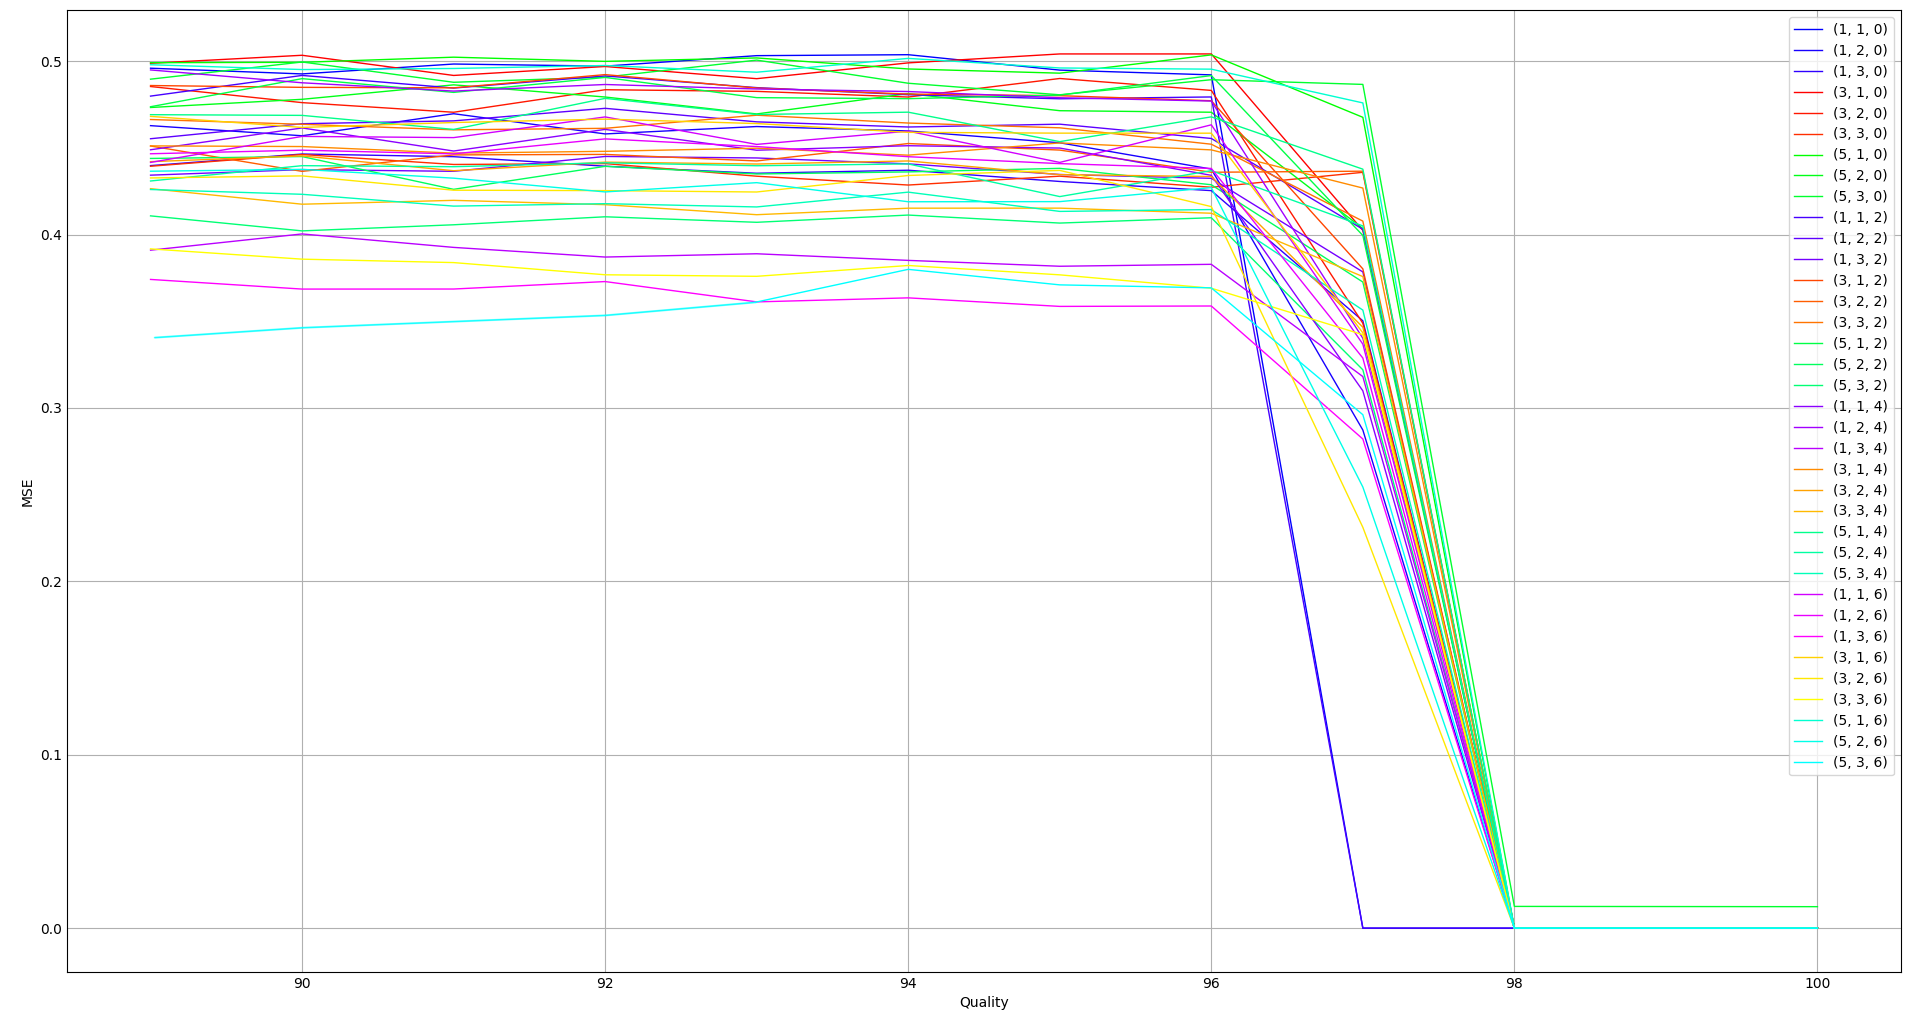 0.5
0.4
0.3
0.2
0.1
0.0
MSE
90
92
94
96
98
100
Quality
(1, 1, 0)
(1, 2, 0)
(1, 3, 0)
(3, 1, 0)
(3, 2, 0)
(3, 3, 0)
(5, 1, 0)
(5, 2, 0)
(5, 3, 0)
(1, 1, 2)
(1, 2, 2)
(1, 3, 2)
(3, 1, 2)
(3, 2, 2)
(3, 3, 2)
(5, 1, 2)
(5, 2, 2)
(5, 3, 2)
(1, 1, 4)
(1, 2, 4)
(1, 3, 4)
(3, 1, 4)
(3, 2, 4)
(3, 3, 4)
(5, 1, 4)
(5, 2, 4)
(5, 3, 4)
(1, 1, 6)
(1, 2, 6)
(1, 3, 6)
(3, 1, 6)
(3, 2, 6)
(3, 3, 6)
(5, 1, 6)
(5, 2, 6)
(5, 3, 6)